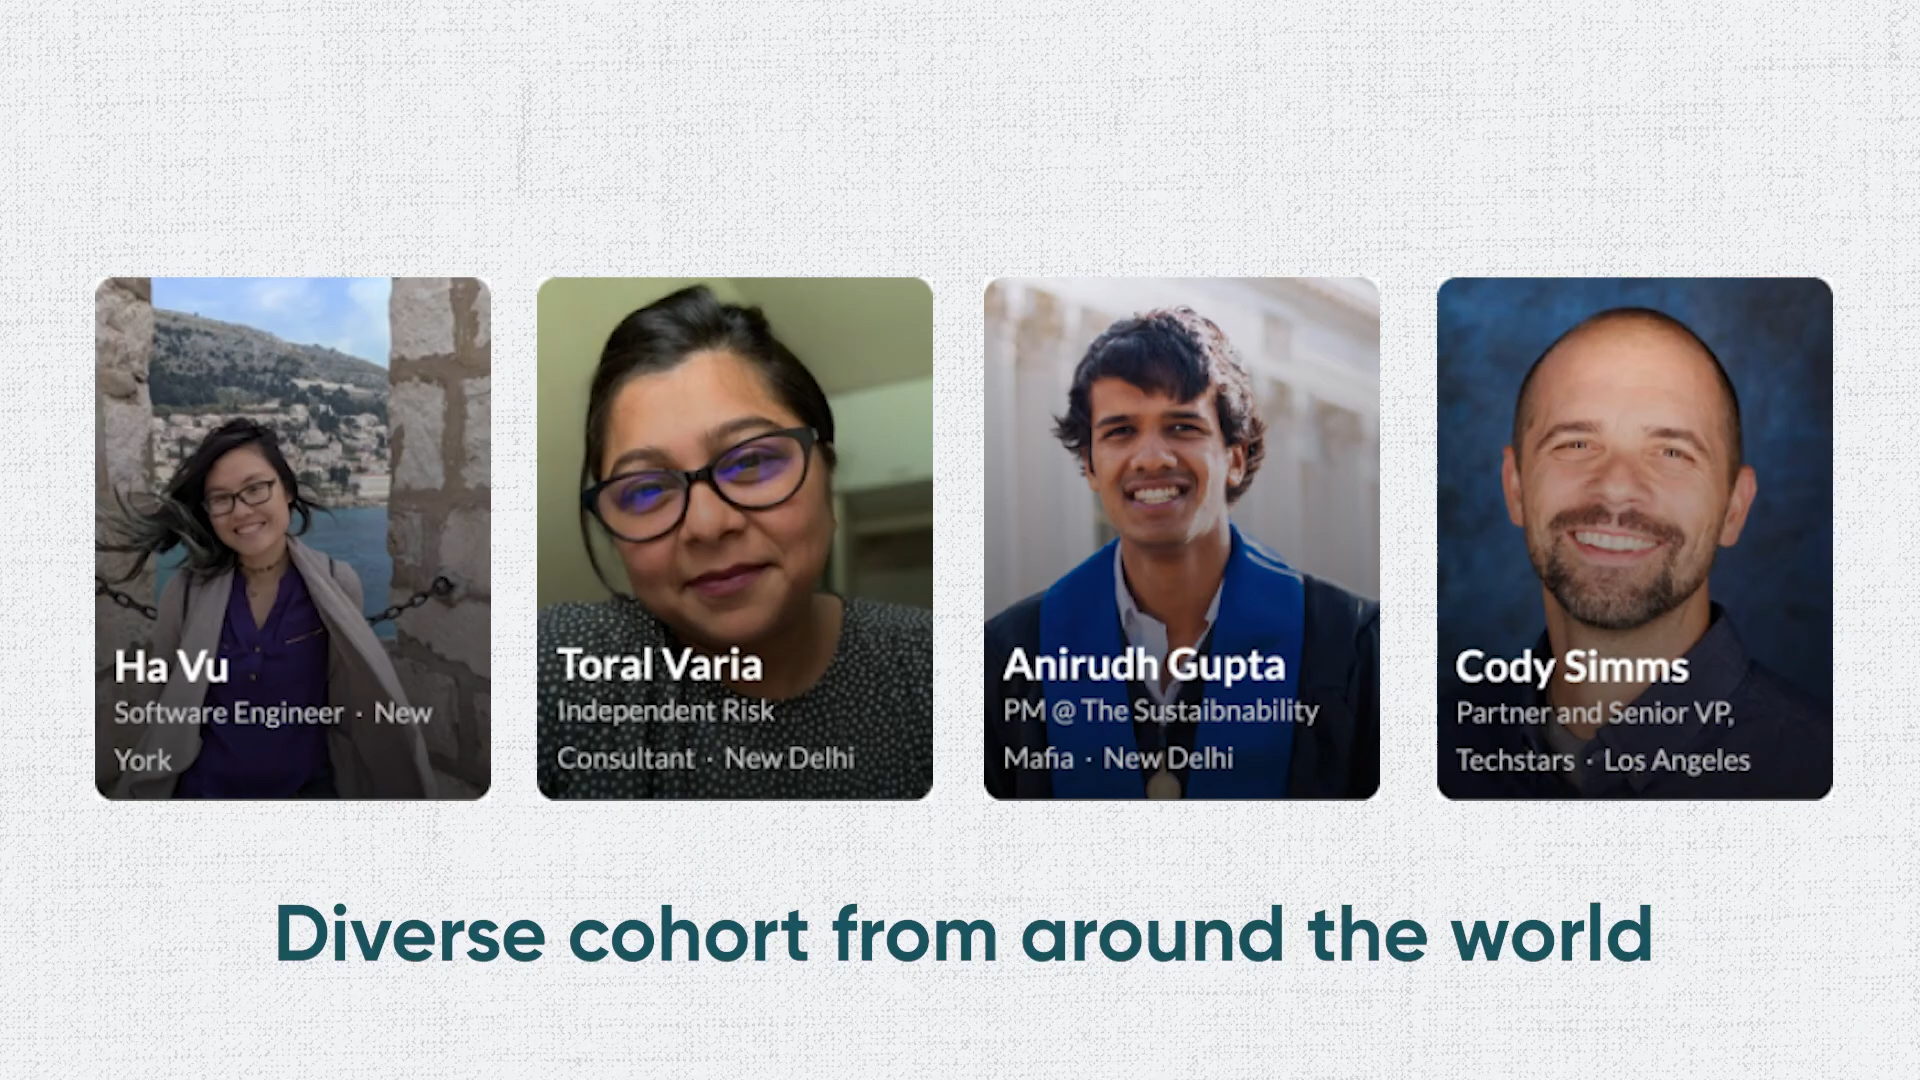 Ha Vu
Software Engineer · New
York
Toral Varia
Independent Risk
Consultant · New Delhi
Anirudh Gupta
PM @ The Sustaibnability
Mafia · New Delhi
Cody Simms
Partner and Senior VP,
Techstars · Los Angeles
Diverse cohort from around the world